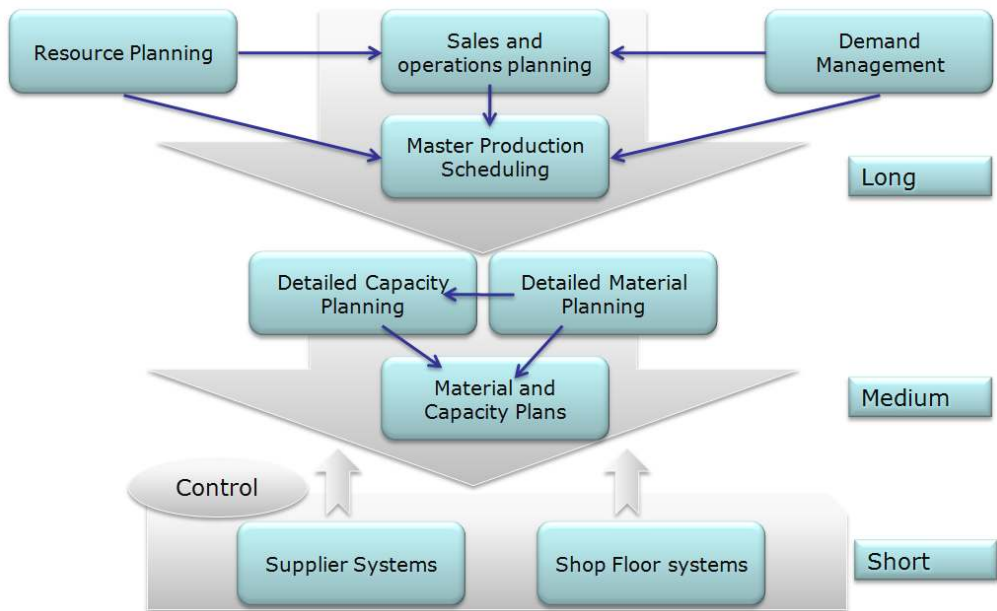 Resource Planning
Sales and
operations planning
Demand
Management
Master Production
Scheduling
Long
Detailed Capacity
Planning
Detailed Material
Planning
Material and
Capacity Plans
Medium
Control
Supplier Systems
Shop Floor systems
Short